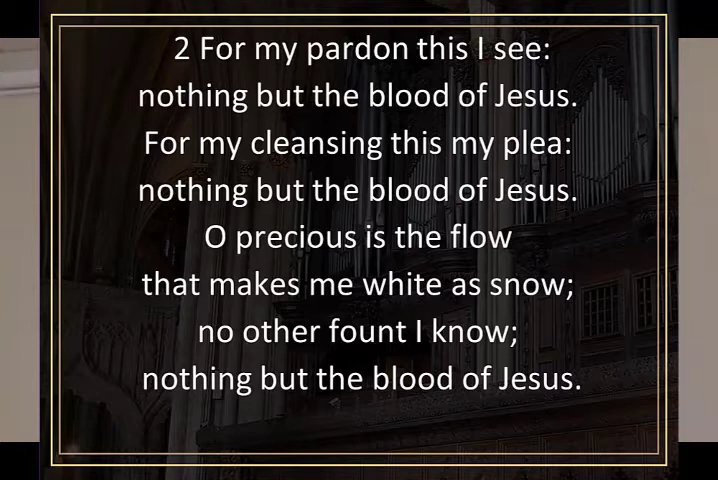 2 For my pardon this I see:
nothing but the blood of Jesus.
For my cleansing this my plea:
nothing but the blood of Jesus.
O precious is the flow
that makes me white as snow;
no other fount I know;
nothing but the blood of Jesus.